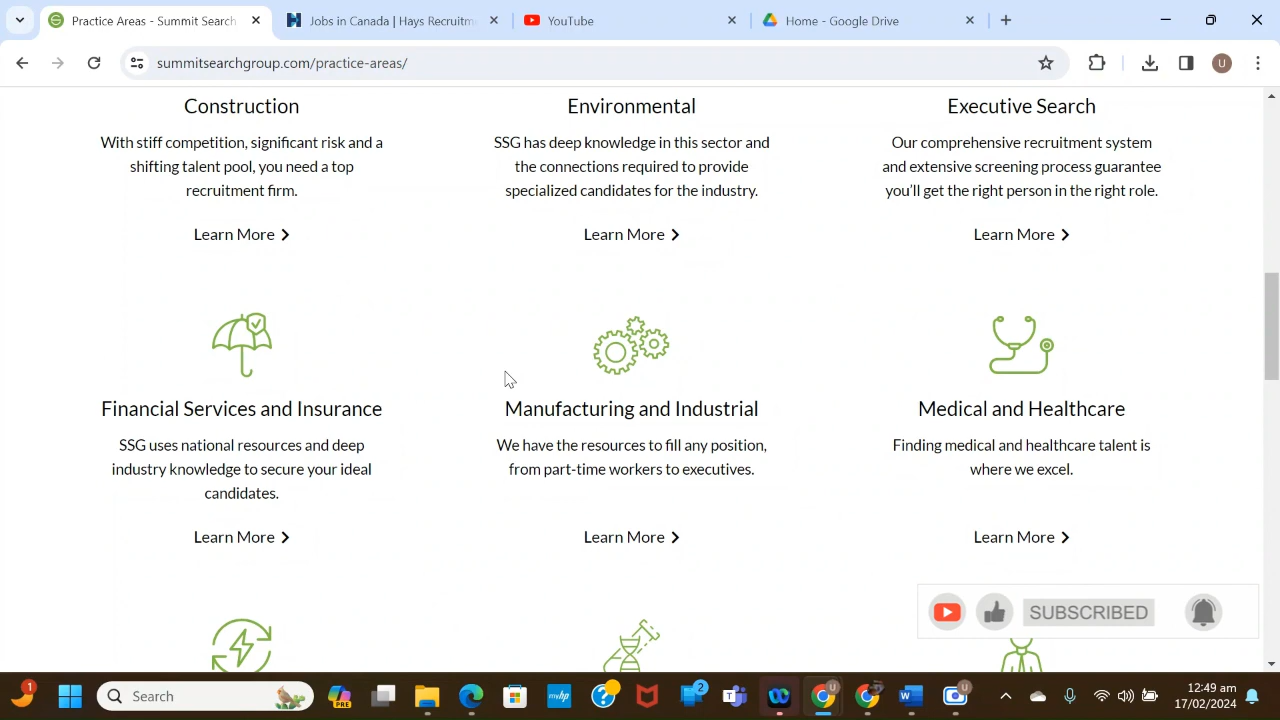 Practice Areas - Summit Search
Jobs in Canada | Hays Recruitm
YouTube
Home - Google Drive
summitsearchgroup.com/practice-areas/
U
Construction
With stiff competition, significant risk and a
shifting talent pool, you need a top
recruitment firm.
Learn More
Environmental
SSG has deep knowledge in this sector and
the connections required to provide
specialized candidates for the industry.
Learn More
Executive Search
Our comprehensive recruitment system
and extensive screening process guarantee
you'll get the right person in the right role.
Learn More
Financial Services and Insurance
SSG uses national resources and deep
industry knowledge to secure your ideal
candidates.
Learn More
Manufacturing and Industrial
We have the resources to fill any position,
from part-time workers to executives.
Learn More
Medical and Healthcare
Finding medical and healthcare talent is
where we excel.
Learn More
SUBSCRIBED
1
Search
PRE
myhp
2
12:49 am
17/02/2024